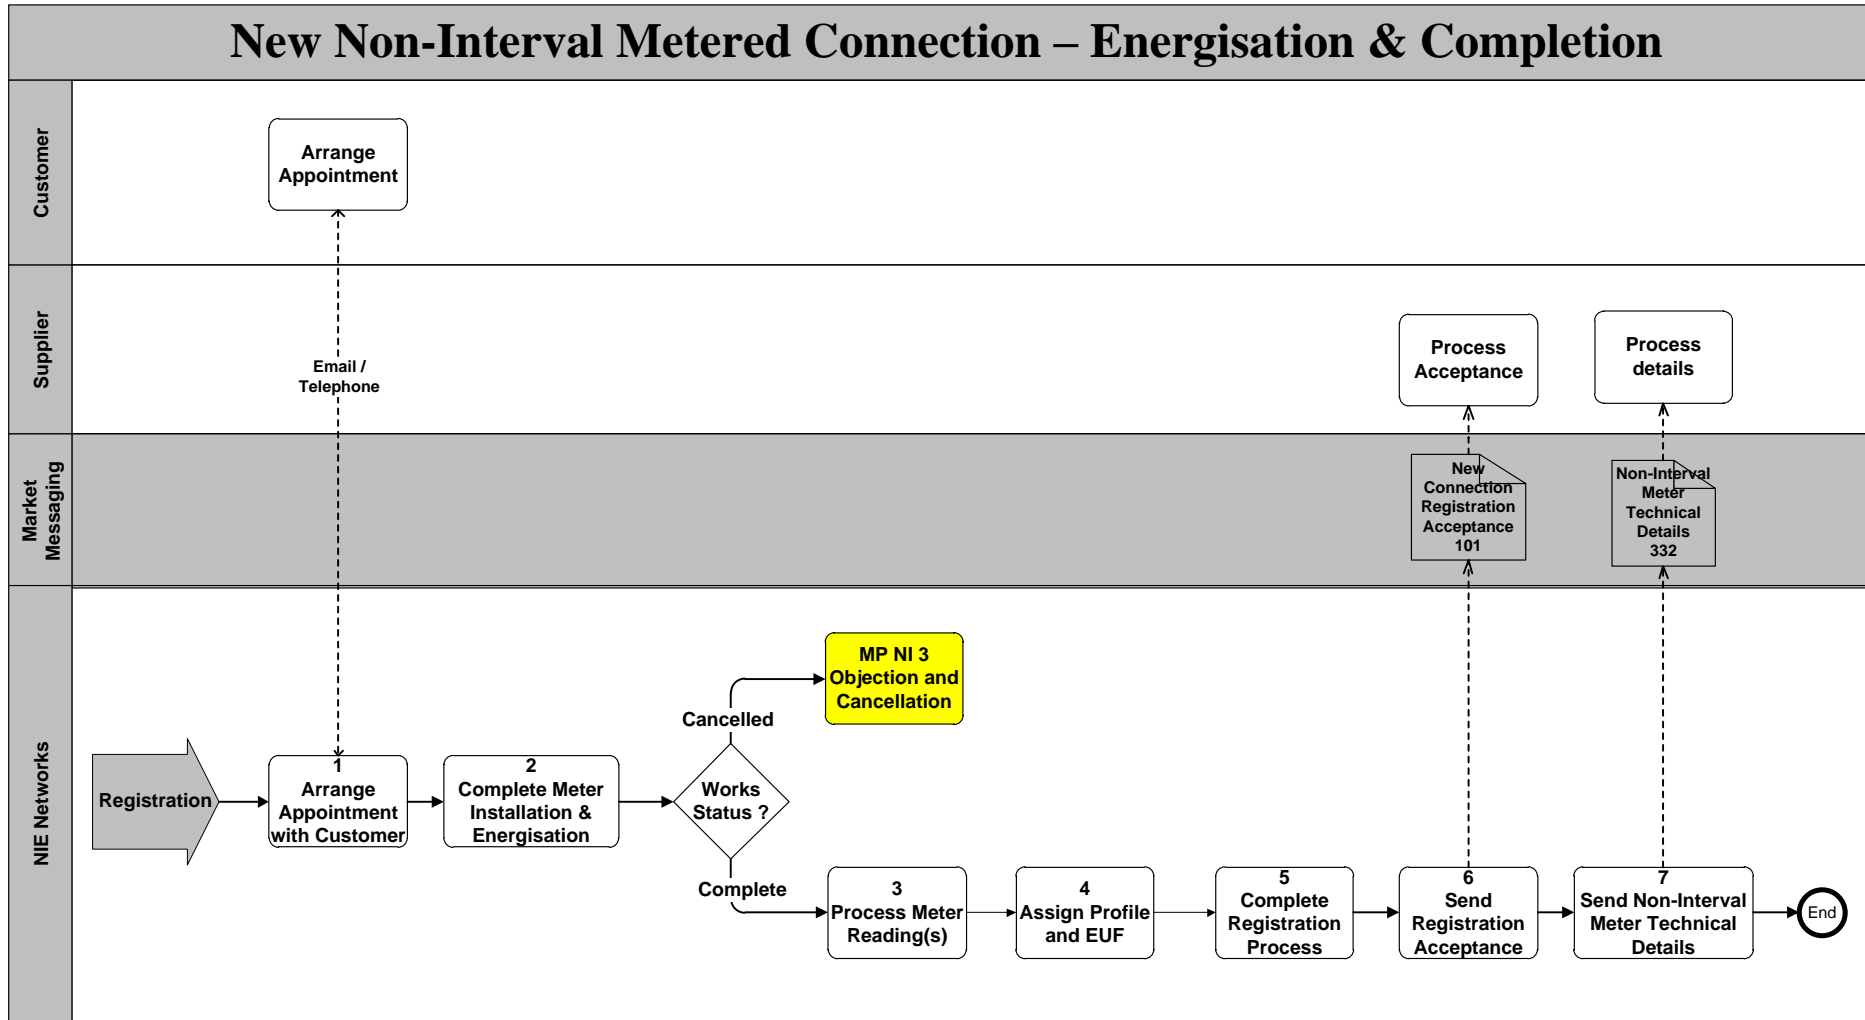 New Non-Interval Metered Connection – Energisation & Completion
Customer
Arrange
Appointment
Supplier
Email /
Telephone
Process
Acceptance
Process
details
Market
Messaging
New
Connection
Registration
Acceptance
101
Non-Interval
Meter
Technical
Details
332
NIE Networks
Registration
1
Arrange
Appointment
with Customer
2
Complete Meter
Installation &
Energisation
Works
Status ?
Cancelled
MP NI 3
Objection and
Cancellation
Complete
3
Process Meter
Reading(s)
4
Assign Profile
and EUF
5
Complete
Registration
Process
6
Send
Registration
Acceptance
7
Send Non-Interval
Meter Technical
Details
End